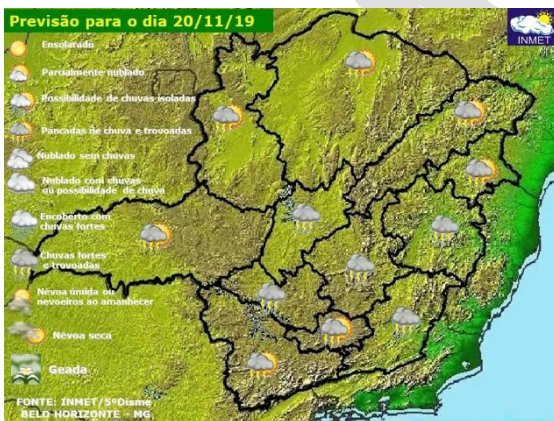 Previsão para o dia 20/11/19
INMET
Ensolarado
Parcialmente nublado
Possibilidade de chuvas isoladas
Pancadas de chuva e trovoadas
Nublado sem chuvas
Nublado com chuvas
ou possibilidade de chuva
Encoberto com
chuvas fortes
Chuvas fortes
e trovoadas
Névoa úmida ou
nevoeiros ao amanhecer
Névoa seca
Geada
FONTE: INMET/5ºDisme
BELO HORIZONTE - MG